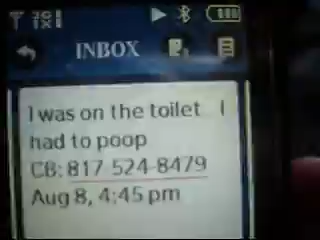 INBOX
I was on the toilet I
had to poop
CB: 817-524-8479
Aug 8, 4:45 pm